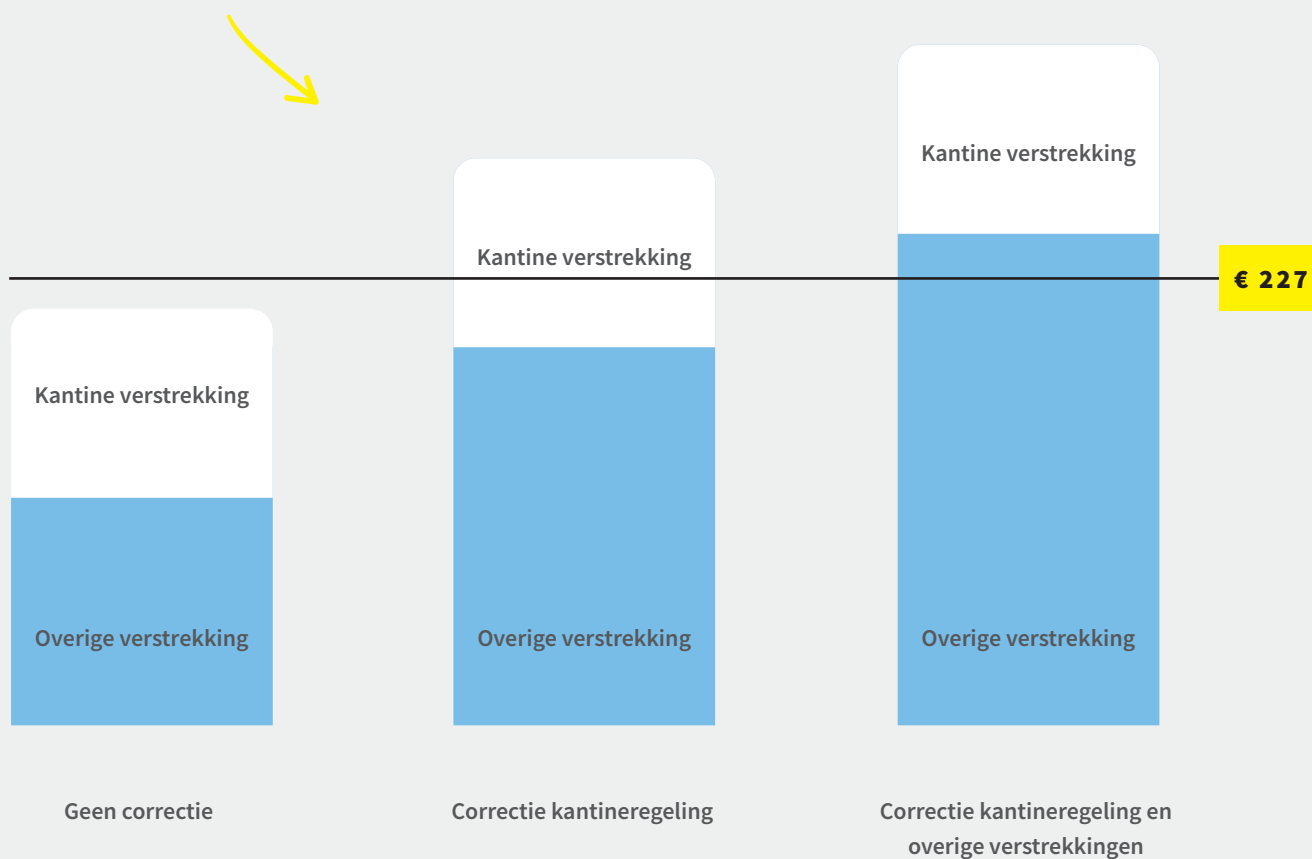 Kantine verstrekking
Kantine verstrekking
€ 227
Kantine verstrekking
Overige verstrekking
Overige verstrekking
Overige verstrekking
Geen correctie
Correctie kantineregeling
Correctie kantineregeling en
overige verstrekkingen